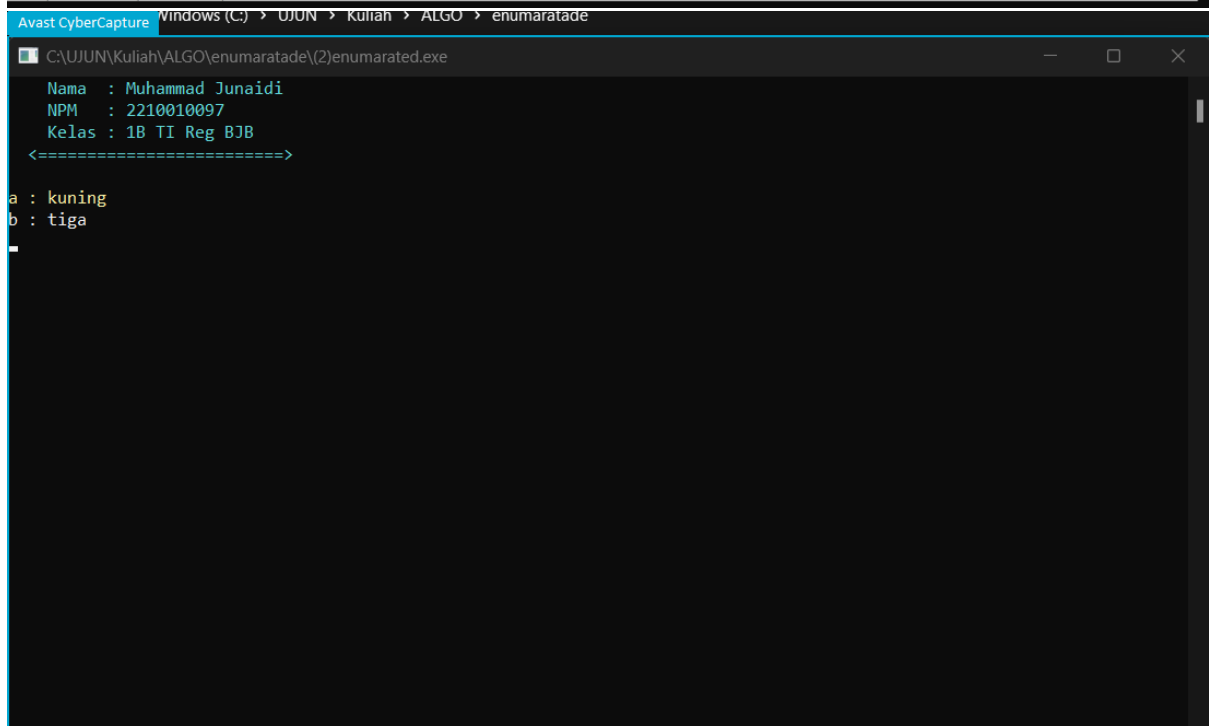 Windows (C:) > UJUN > Kuliah > ALGO > enumaratade
Avast CyberCapture
C:\UJUN\Kuliah\ALGO\enumaratade\(2)enumarated.exe
Nama : Muhammad Junaidi
NPM : 2210010097
Kelas : 1B TI Reg BJB
<=========================>
a : kuning
b : tiga